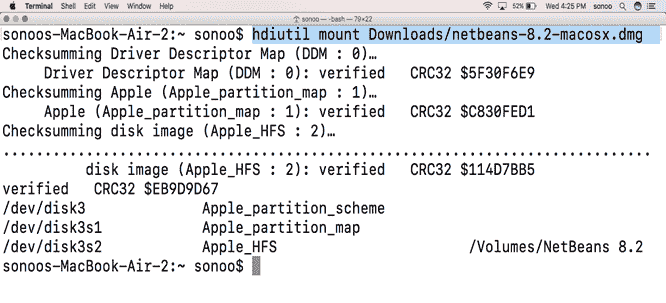 Terminal Shell Edit View Window Help 52% Wed 4:25 PM
sonoo — -bash — 79×22
sonoos-MacBook-Air-2:~ sonoo$ hdiutil mount Downloads/netbeans-8.2-macosx.dmg
Checksumming Driver Descriptor Map (DDM : 0)…
Driver Descriptor Map (DDM : 0): verified CRC32 $5F30F6E9
Checksumming Apple (Apple_partition_map : 1)…
Apple (Apple_partition_map : 1): verified CRC32 $C830FED1
Checksumming disk image (Apple_HFS : 2)…
...............................................................................
disk image (Apple_HFS : 2): verified CRC32 $114D7BB5
verified CRC32 $EB9D9D67
/dev/disk3 Apple_partition_scheme
/dev/disk3s1 Apple_partition_map
/dev/disk3s2 Apple_HFS /Volumes/NetBeans 8.2
sonoos-MacBook-Air-2:~ sonoo$